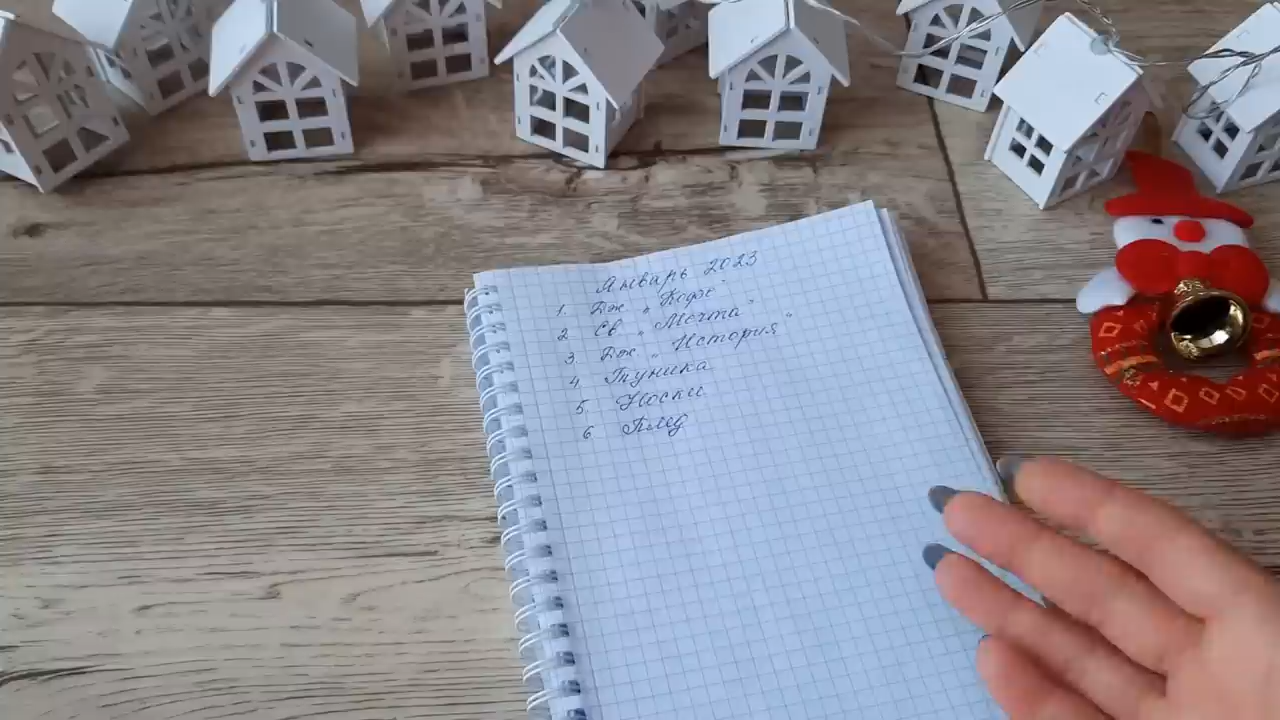 Январь 2023
1. Дж „Кофе"
2 Св „Мечта"
3. Дж „История"
4. Туника
5. Носки
6 Плед